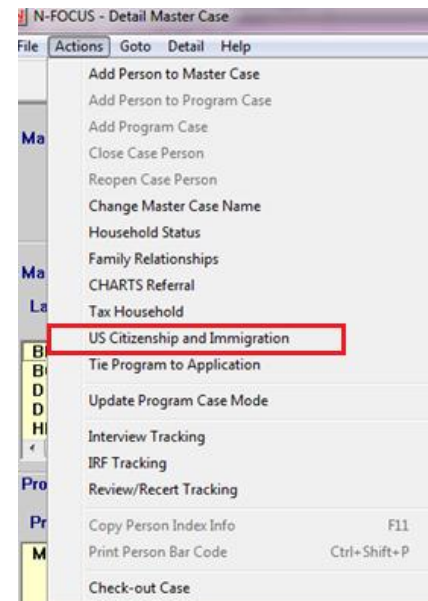 N-FOCUS - Detail Master Case
File Actions Goto Detail Help
Add Person to Master Case
Add Person to Program Case
Add Program Case
Close Case Person
Reopen Case Person
Change Master Case Name
Household Status
Family Relationships
CHARTS Referral
Tax Household
US Citizenship and Immigration
Tie Program to Application
Update Program Case Mode
Interview Tracking
IRF Tracking
Review/Recert Tracking
Copy Person Index Info F11
Print Person Bar Code Ctrl+Shift+P
Check-out Case
Ma
Ma
La
D
D
Pro
Pr
M